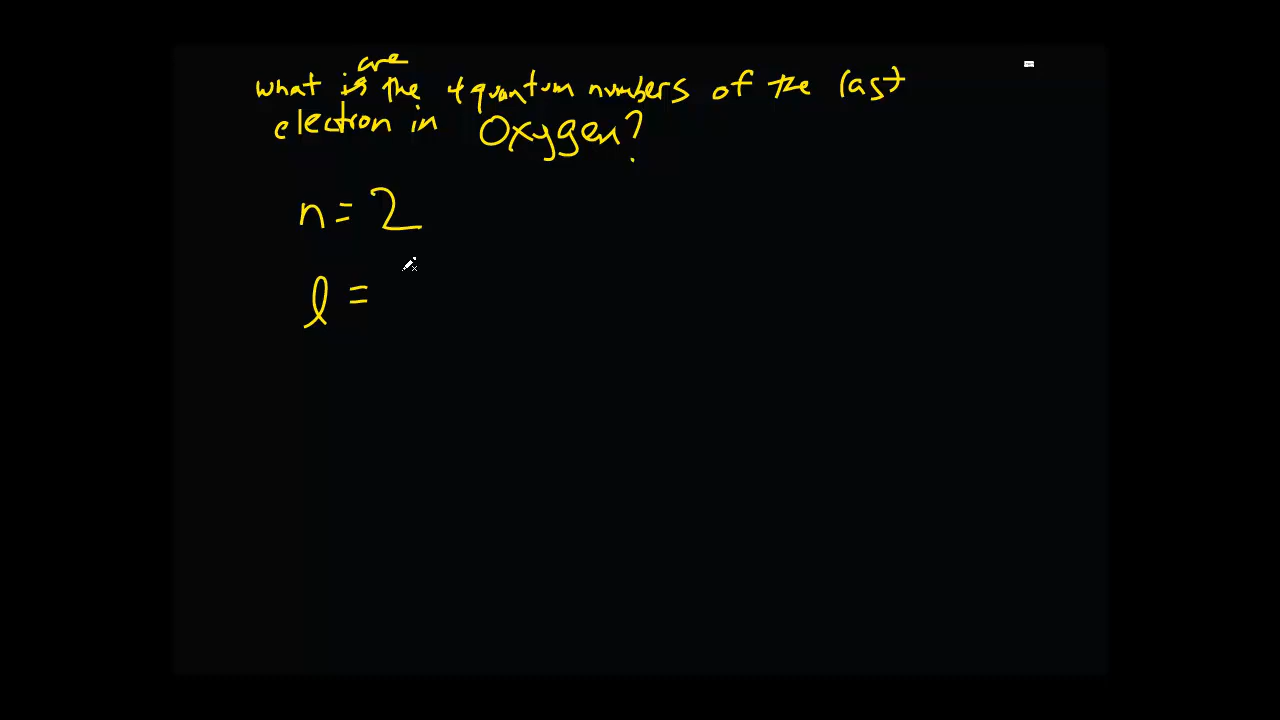 are
what is the 4 quantum numbers of the last
electron in Oxygen?
n = 2
l =